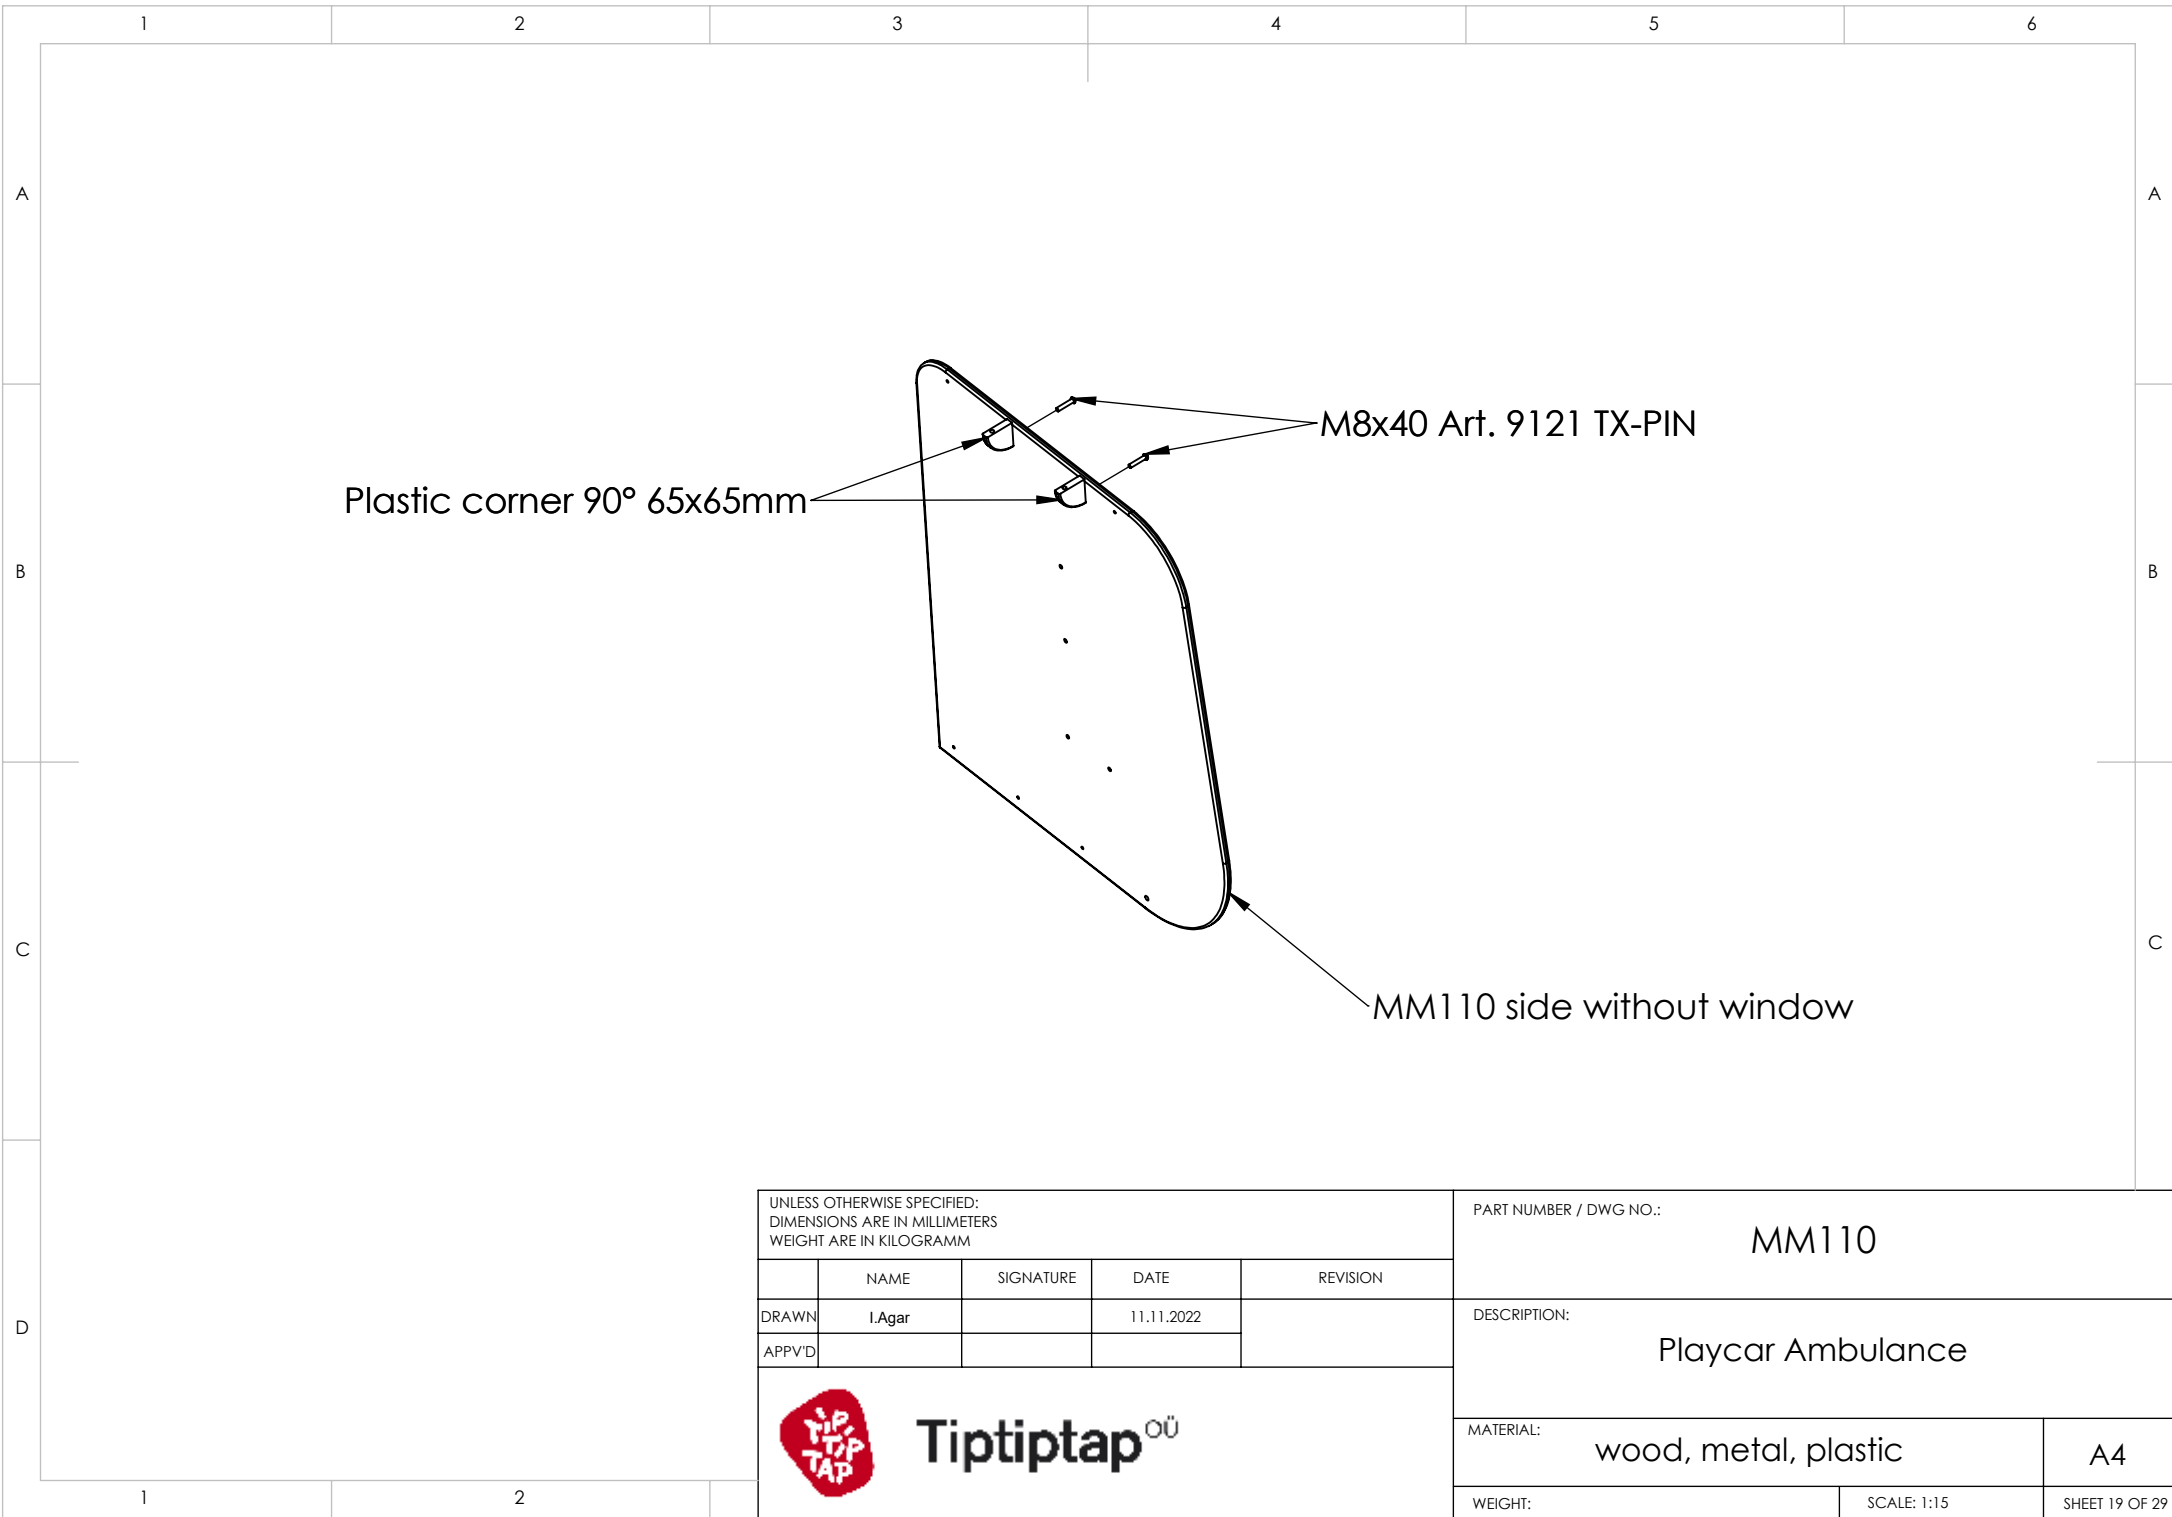 1 2 3 4 5 6
A A
M8x40 Art. 9121 TX-PIN
Plastic corner 90° 65x65mm
B B
C C
MM110 side without window
D
UNLESS OTHERWISE SPECIFIED:
DIMENSIONS ARE IN MILLIMETERS
WEIGHT ARE IN KILOGRAMM
PART NUMBER / DWG NO.:
MM110
NAME SIGNATURE DATE REVISION
DRAWN I.Agar 11.11.2022
APPV'D
DESCRIPTION:
Playcar Ambulance
TIP
TIP
TAP
Tiptiptap OÜ
MATERIAL:
wood, metal, plastic
A4
WEIGHT:
SCALE: 1:15
SHEET 19 OF 29
1 2